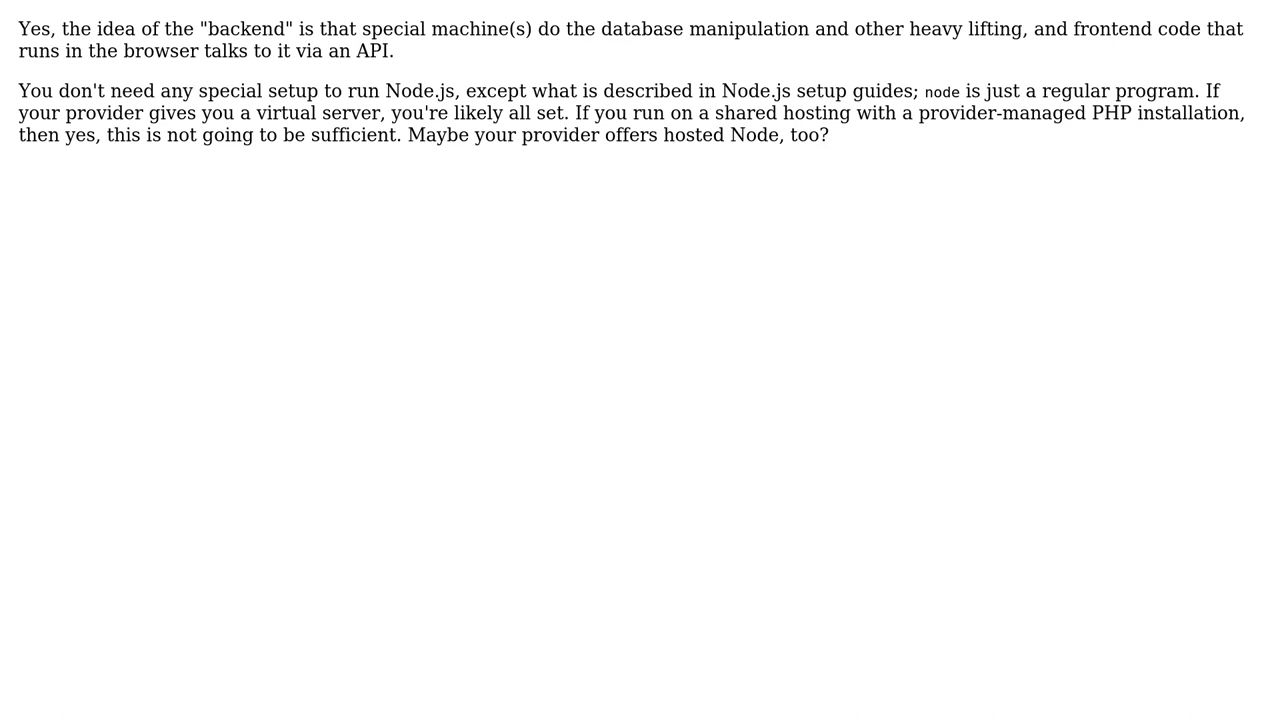 Yes, the idea of the "backend" is that special machine(s) do the database manipulation and other heavy lifting, and frontend code that
runs in the browser talks to it via an API.
You don't need any special setup to run Node.js, except what is described in Node.js setup guides; node is just a regular program. If
your provider gives you a virtual server, you're likely all set. If you run on a shared hosting with a provider-managed PHP installation,
then yes, this is not going to be sufficient. Maybe your provider offers hosted Node, too?